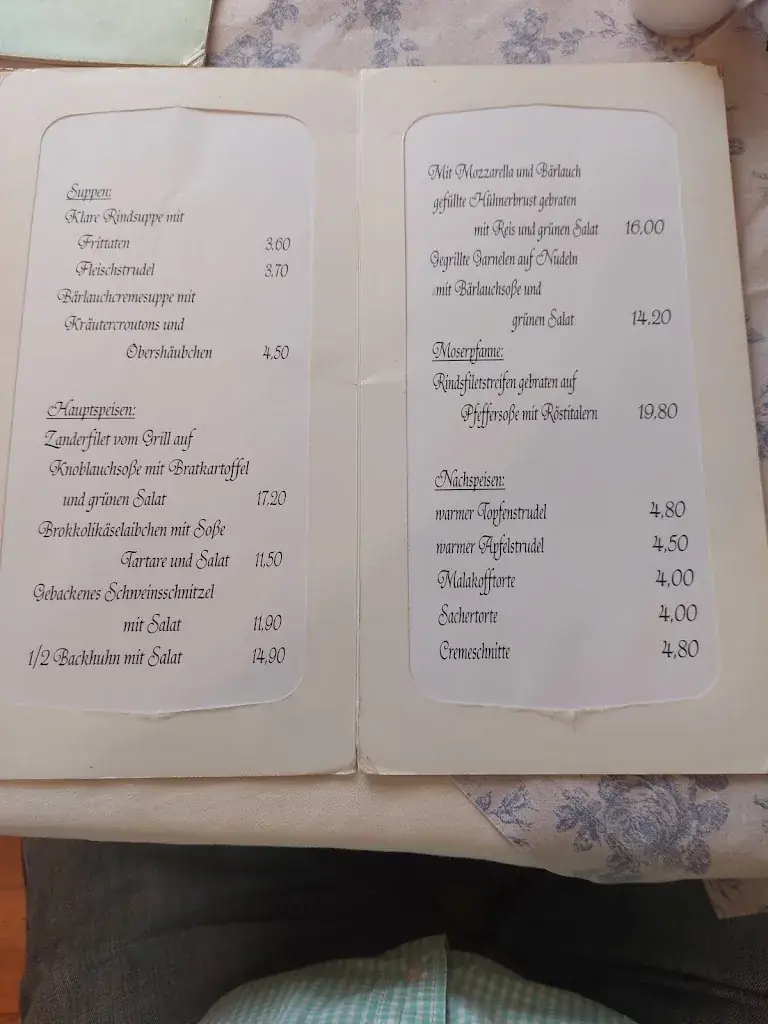 Suppen:
Klare Rindsuppe mit
Frittaten 3,60
Fleischstrudel 3,70
Bärlauchcremesuppe mit
Kräutercroutons und
Obershäubchen 4,50
Hauptspeisen:
Zanderfilet vom Grill auf
Knoblauchsoße mit Bratkartoffel
und grünen Salat 17,20
Brokkolikäselaibchen mit Soße
Tartare und Salat 11,50
Gebackenes Schweinsschnitzel
mit Salat 11,90
1/2 Backhuhn mit Salat 14,90
Mit Mozzarella und Bärlauch
gefüllte Hühnerbrust gebraten
mit Reis und grünen Salat 16,00
Gegrillte Garnelen auf Nudeln
mit Bärlauchsoße und
grünen Salat 14,20
Moserpfanne:
Rindsfiletstreifen gebraten auf
Pfeffersoße mit Röstitalern 19,80
Nachspeisen:
warmer Topfenstrudel 4,80
warmer Apfelstrudel 4,50
Malakofftorte 4,00
Sachertorte 4,00
Cremeschnitte 4,80